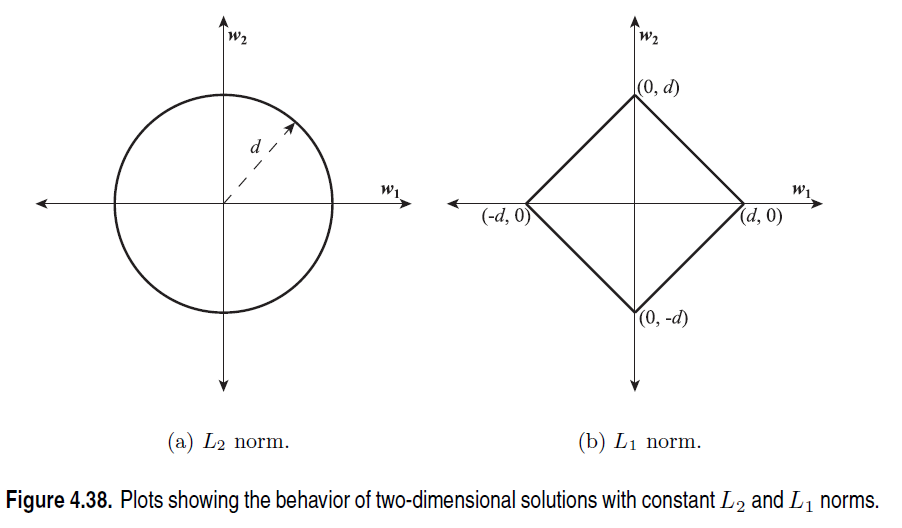 w₂
d
w₁
(a) L₂ norm.
w₂
(0, d)
w₁
(-d, 0)
(d, 0)
(0, -d)
(b) L₁ norm.
Figure 4.38. Plots showing the behavior of two-dimensional solutions with constant L₂ and L₁ norms.